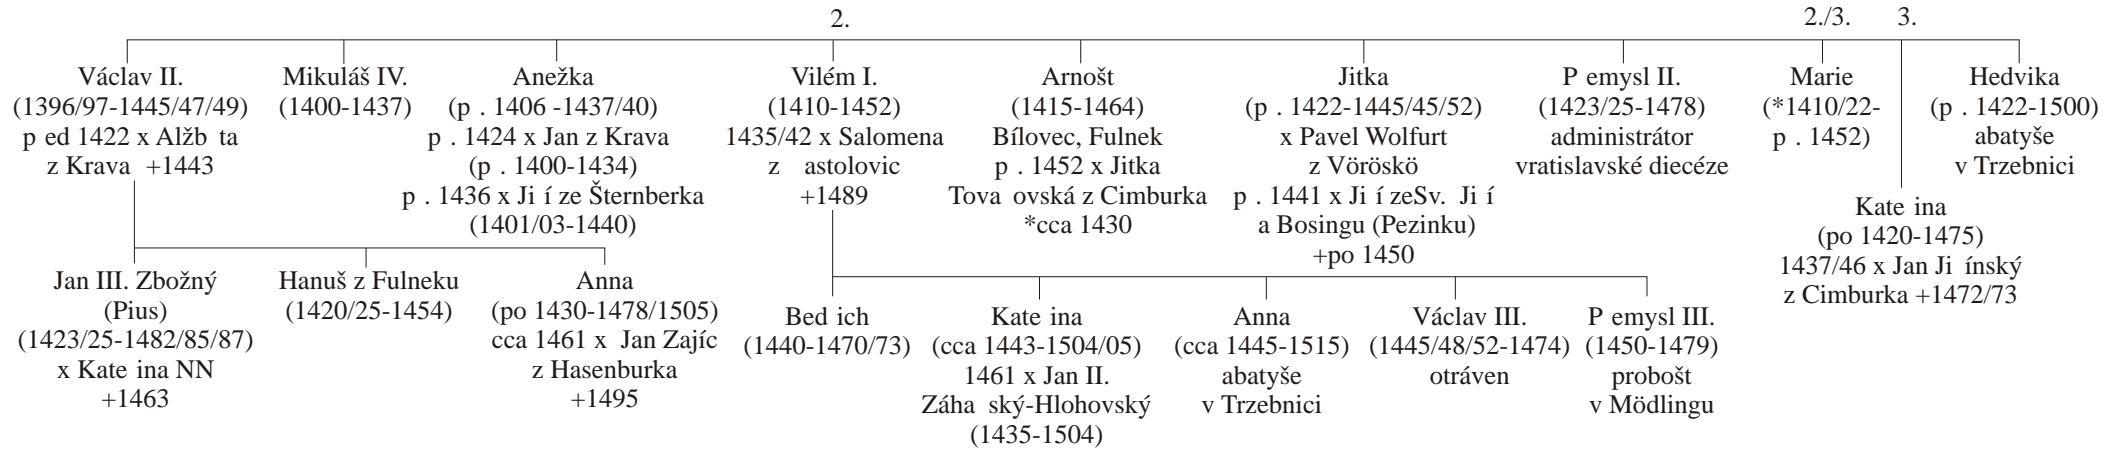 2.
2./3.
3.
Václav II.
(1396/97-1445/47/49)
p ed 1422 x Alžb ta
z Krava +1443
Mikuláš IV.
(1400-1437)
Anežka
(p . 1406 -1437/40)
p . 1424 x Jan z Krava
(p . 1400-1434)
p . 1436 x Ji í ze Šternberka
(1401/03-1440)
Vilém I.
(1410-1452)
1435/42 x Salomena
z astolovic
+1489
Arnošt
(1415-1464)
Bílovec, Fulnek
p . 1452 x Jitka
Tova ovská z Cimburka
*cca 1430
Jitka
(p . 1422-1445/45/52)
x Pavel Wolfurt
z Vöröskö
p . 1441 x Ji í zeSv. Ji í
a Bosingu (Pezinku)
+po 1450
P emysl II.
(1423/25-1478)
administrátor
vratislavské diecéze
Marie
(*1410/22-
p . 1452)
Hedvika
(p . 1422-1500)
abatyše
v Trzebnici
Kate ina
(po 1420-1475)
1437/46 x Jan Ji ínský
z Cimburka +1472/73
Jan III. Zbožný
(Pius)
(1423/25-1482/85/87)
x Kate ina NN
+1463
Hanuš z Fulneku
(1420/25-1454)
Anna
(po 1430-1478/1505)
cca 1461 x Jan Zajíc
z Hasenburka
+1495
Bed ich
(1440-1470/73)
Kate ina
(cca 1443-1504/05)
1461 x Jan II.
Záha ský-Hlohovský
(1435-1504)
Anna
(cca 1445-1515)
abatyše
v Trzebnici
Václav III.
(1445/48/52-1474)
otráven
P emysl III.
(1450-1479)
probošt
v Mödlingu